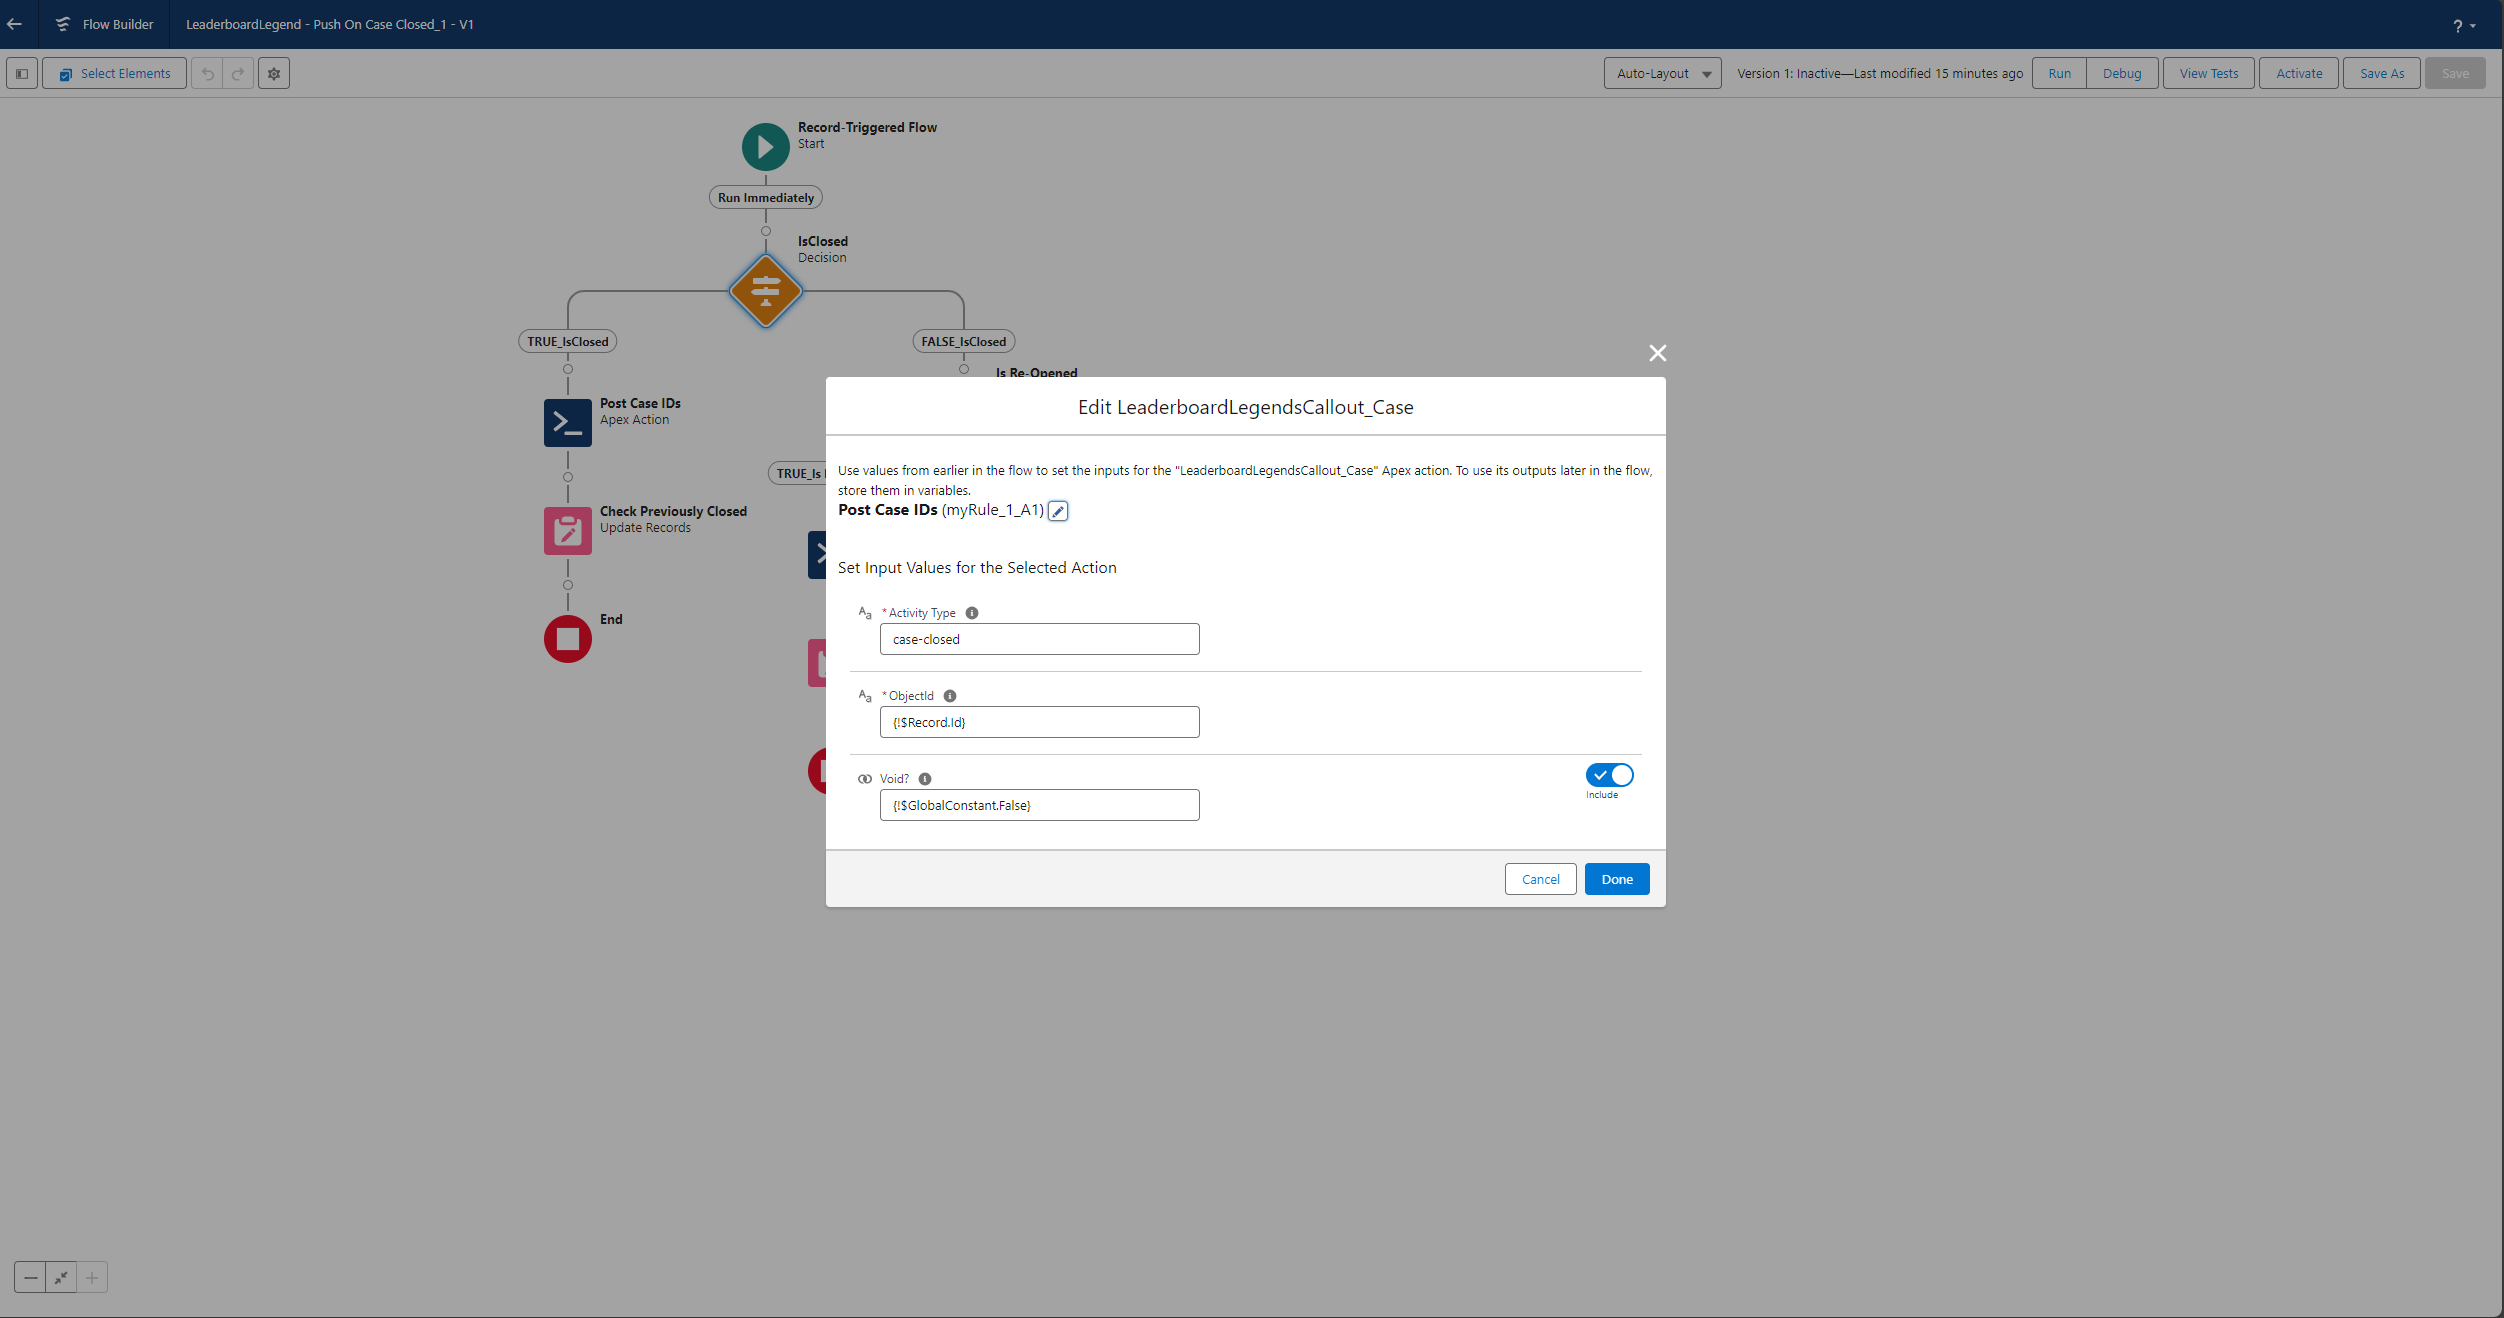 Flow Builder
LeaderboardLegend - Push On Case Closed_1 - V1
?
Select Elements
Auto-Layout
Version 1: Inactive—Last modified 15 minutes ago
Run
Debug
View Tests
Activate
Save As
Save
Record-Triggered Flow
Start
Run Immediately
IsClosed
Decision
TRUE_IsClosed
FALSE_IsClosed
Is Re-Opened
Post Case IDs
Apex Action
TRUE_Is
Check Previously Closed
Update Records
End
Edit LeaderboardLegendsCallout_Case
Use values from earlier in the flow to set the inputs for the "LeaderboardLegendsCallout_Case" Apex action. To use its outputs later in the flow,
store them in variables.
Post Case IDs (myRule_1_A1)
Set Input Values for the Selected Action
Aa * Activity Type
case-closed
Aa * ObjectId
{!$Record.Id}
Void?
Include
{!$GlobalConstant.False}
Cancel
Done